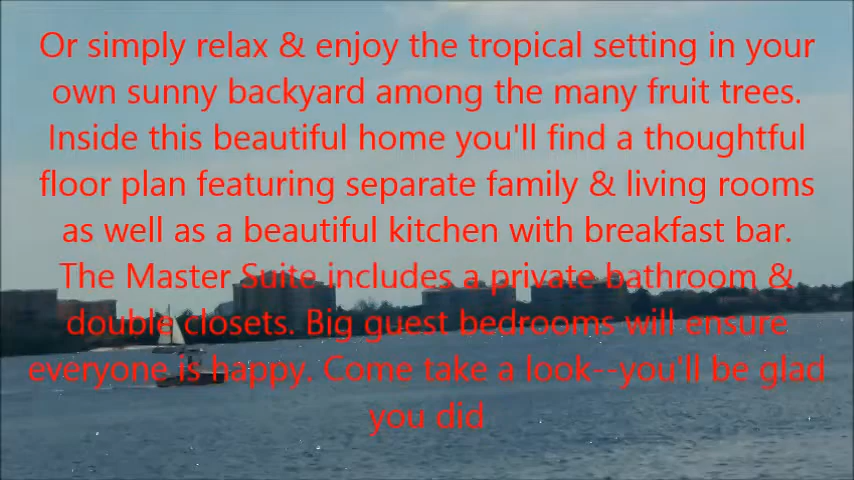 Or simply relax & enjoy the tropical setting in your
own sunny backyard among the many fruit trees.
Inside this beautiful home you'll find a thoughtful
floor plan featuring separate family & living rooms
as well as a beautiful kitchen with breakfast bar.
The Master Suite includes a private bathroom &
double closets. Big guest bedrooms will ensure
everyone is happy. Come take a look--you'll be glad
you did